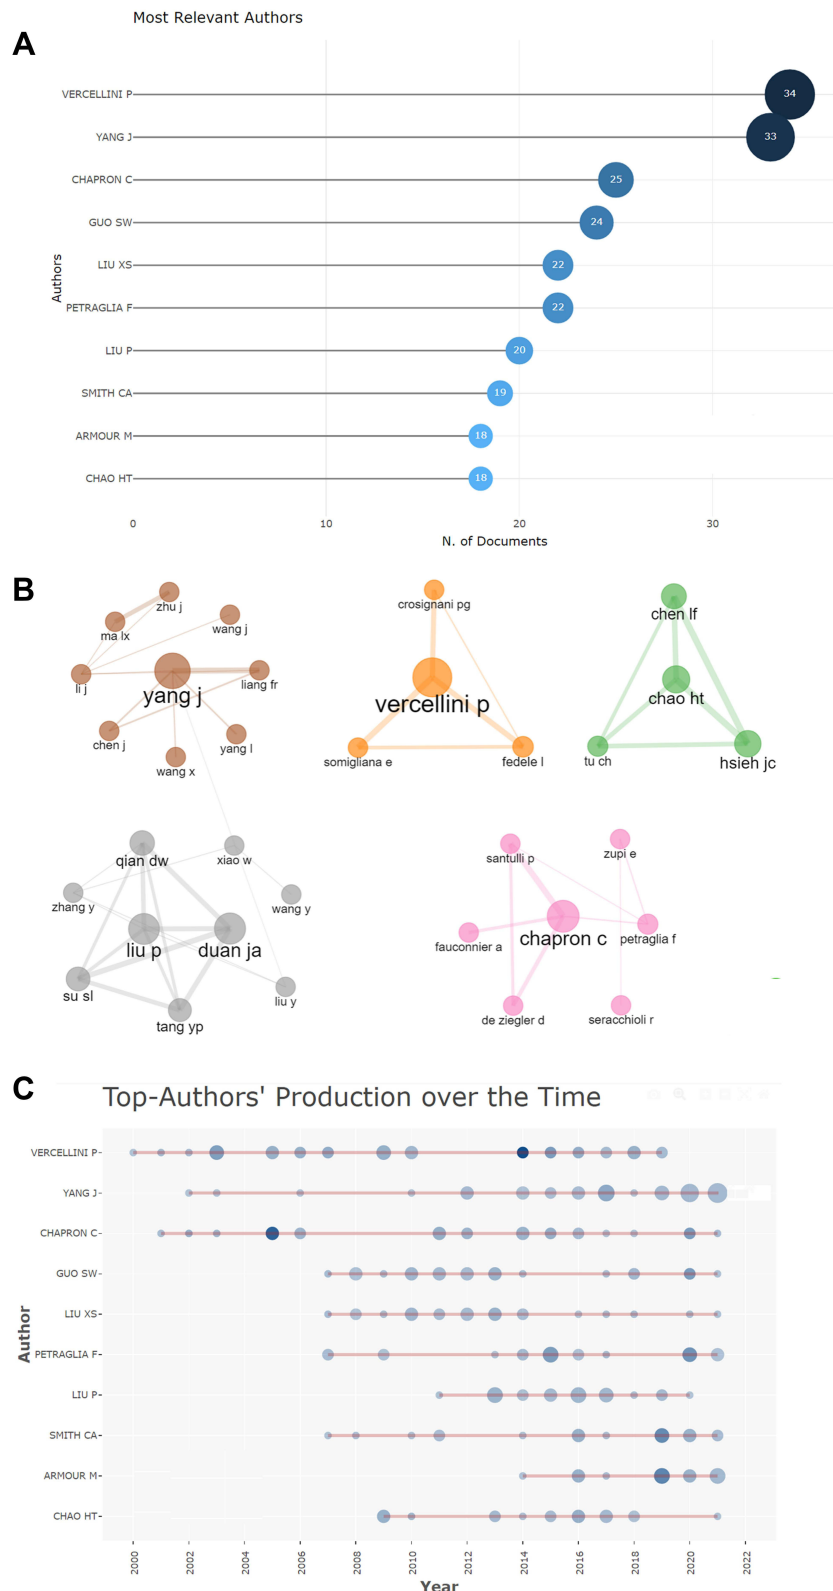 Most Relevant Authors
A
VERCELLINI P
34
YANG J
33
CHAPRON C
25
GUO SW
24
LIU XS
22
PETRAGLIA F
22
LIU P
20
SMITH CA
19
ARMOUR M
18
CHAO HT
18
Authors
0 10 20 30
N. of Documents
B
zhu j
ma lx
wang j
li j
yang j
liang fr
chen j
yang l
wang x
crosignani pg
vercellini p
somigliana e
fedele l
chen lf
chao ht
tu ch
hsieh jc
qian dw
xiao w
zhang y
wang y
liu p
duan ja
su sl
liu y
tang yp
santulli p
zupi e
fauconnier a
chapron c
petraglia f
de ziegler d
seracchioli r
C
Top-Authors' Production over the Time
VERCELLINI P
YANG J
CHAPRON C
GUO SW
LIU XS
PETRAGLIA F
LIU P
SMITH CA
ARMOUR M
CHAO HT
Author
2000 2002 2004 2006 2008 2010 2012 2014 2016 2018 2020 2022
Year